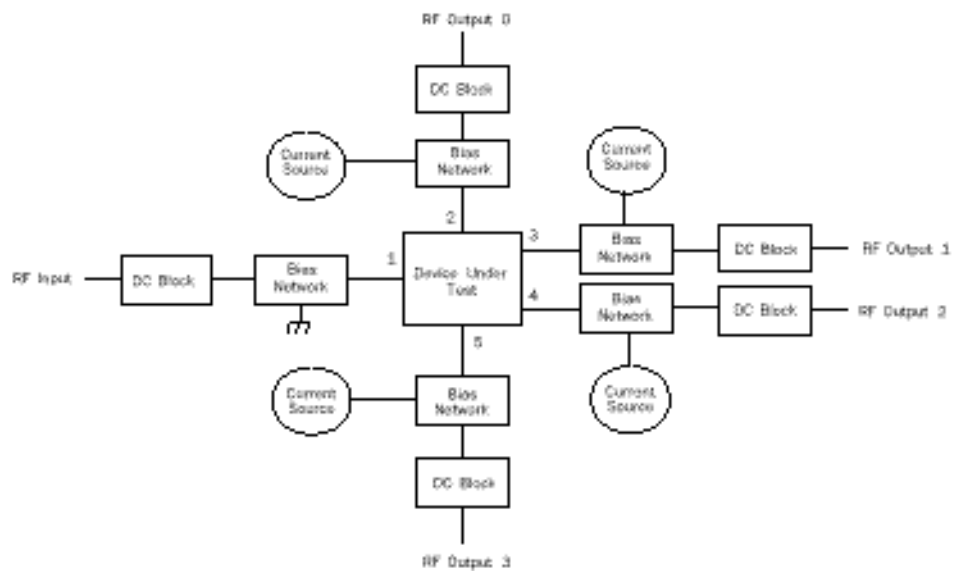 RF Output 0
DC Block
Current
Source
Bias
Network
Current
Source
2
3
Bias
Network
DC Block
RF Output 1
RF Input
DC Block
Bias
Network
1
Device Under
Test
4
Bias
Network
DC Block
RF Output 2
5
Current
Source
Bias
Network
Current
Source
DC Block
RF Output 3